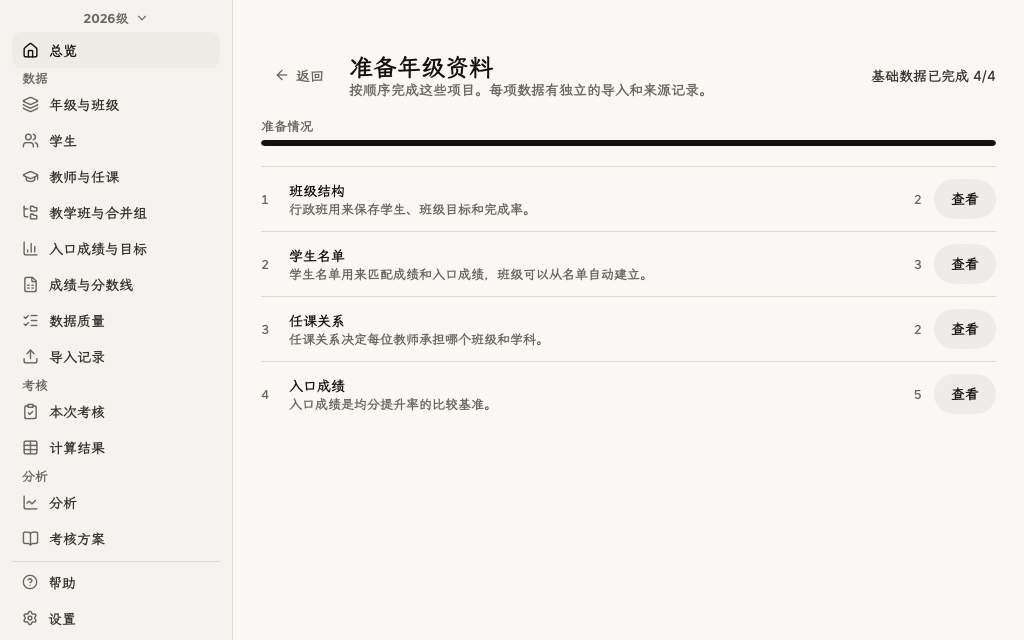 2026级
总览
数据
年级与班级
学生
教师与任课
教学班与合并组
入口成绩与目标
成绩与分数线
数据质量
导入记录
考核
本次考核
计算结果
分析
分析
考核方案
帮助
设置
返回
准备年级资料
按顺序完成这些项目。每项数据有独立的导入和来源记录。
基础数据已完成 4/4
准备情况
1
班级结构
行政班用来保存学生、班级目标和完成率。
2
查看
2
学生名单
学生名单用来匹配成绩和入口成绩，班级可以从名单自动建立。
3
查看
3
任课关系
任课关系决定每位教师承担哪个班级和学科。
2
查看
4
入口成绩
入口成绩是均分提升率的比较基准。
5
查看